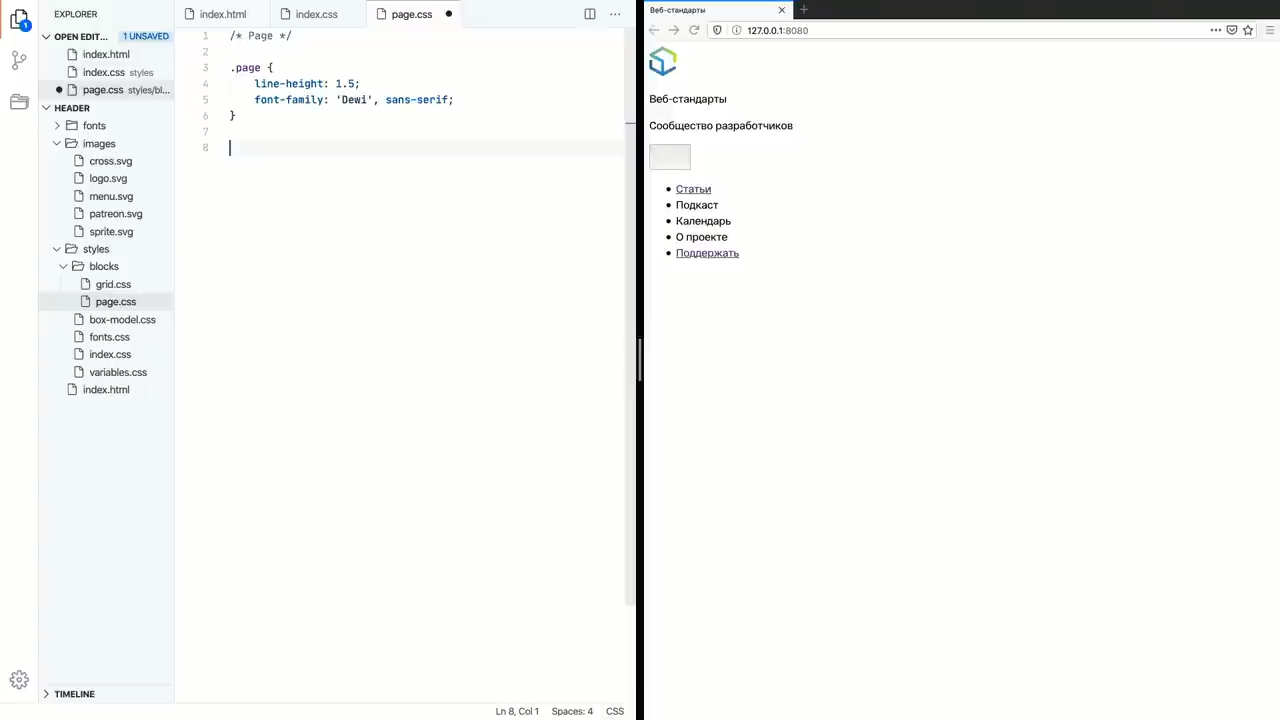 EXPLORER
OPEN EDIT... 1 UNSAVED
index.html
index.css styles
page.css styles/bl...
HEADER
fonts
images
cross.svg
logo.svg
menu.svg
patreon.svg
sprite.svg
styles
blocks
grid.css
page.css
box-model.css
fonts.css
index.css
variables.css
index.html
TIMELINE
1
index.html
index.css
page.css
1 /* Page */
2
3 .page {
4 line-height: 1.5;
5 font-family: 'Dewi', sans-serif;
6 }
7
8
Ln 8, Col 1 Spaces: 4 CSS
Веб-стандарты
127.0.0.1:8080
Веб-стандарты
Сообщество разработчиков
Статьи
Подкаст
Календарь
О проекте
Поддержать